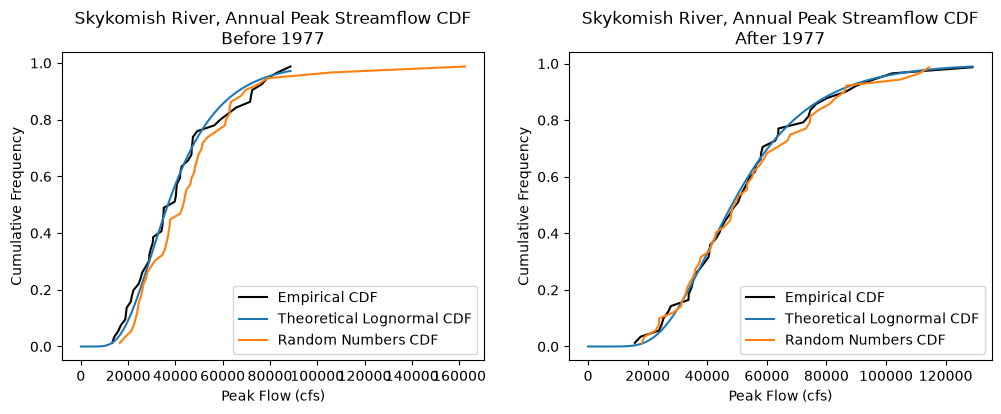 Skykomish River, Annual Peak Streamflow CDF
Before 1977
Cumulative Frequency
1.0
0.8
0.6
0.4
0.2
0.0
Empirical CDF
Theoretical Lognormal CDF
Random Numbers CDF
0 20000 40000 60000 80000 100000 120000 140000 160000
Peak Flow (cfs)
Skykomish River, Annual Peak Streamflow CDF
After 1977
Cumulative Frequency
1.0
0.8
0.6
0.4
0.2
0.0
Empirical CDF
Theoretical Lognormal CDF
Random Numbers CDF
0 20000 40000 60000 80000 100000 120000
Peak Flow (cfs)